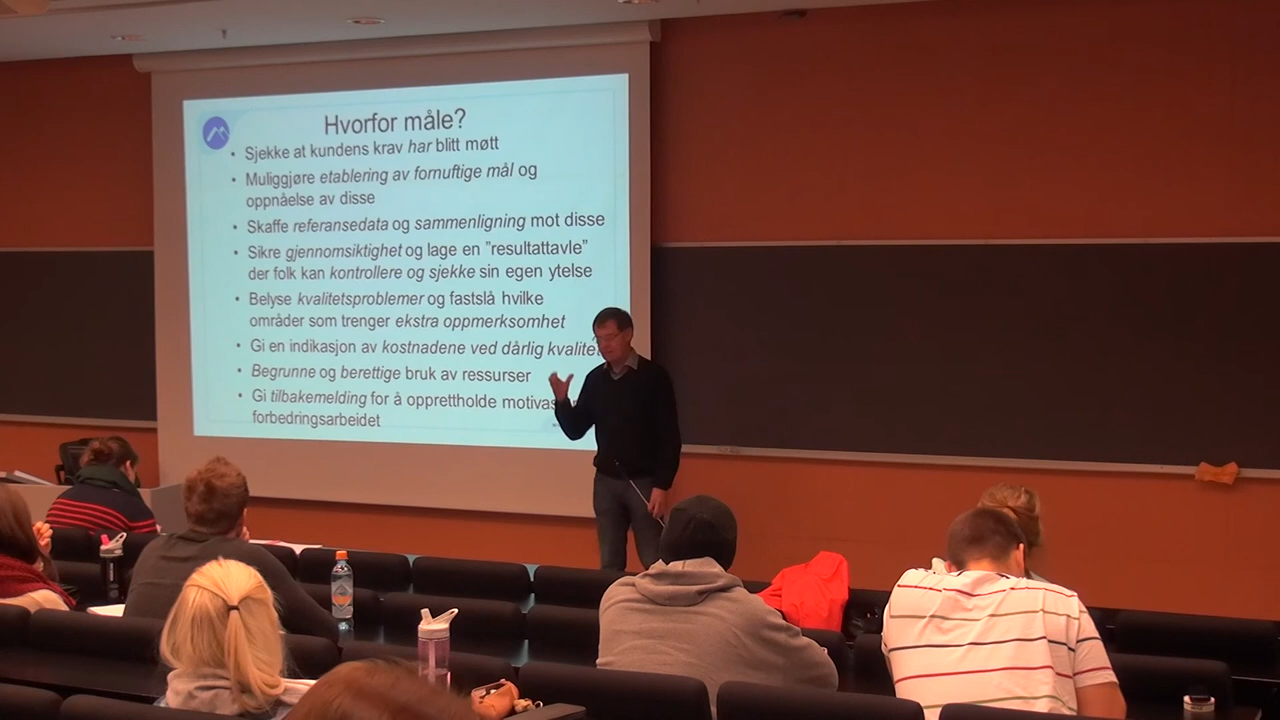 Hvorfor måle?
• Sjekke at kundens krav har blitt møtt
• Muliggjøre etablering av fornuftige mål og
oppnåelse av disse
• Skaffe referansedata og sammenligning mot disse
• Sikre gjennomsiktighet og lage en "resultattavle"
der folk kan kontrollere og sjekke sin egen ytelse
• Belyse kvalitetsproblemer og fastslå hvilke
områder som trenger ekstra oppmerksomhet
• Gi en indikasjon av kostnadene ved dårlig kvalitet
• Begrunne og berettige bruk av ressurser
• Gi tilbakemelding for å opprettholde
forbedringsarbeidet